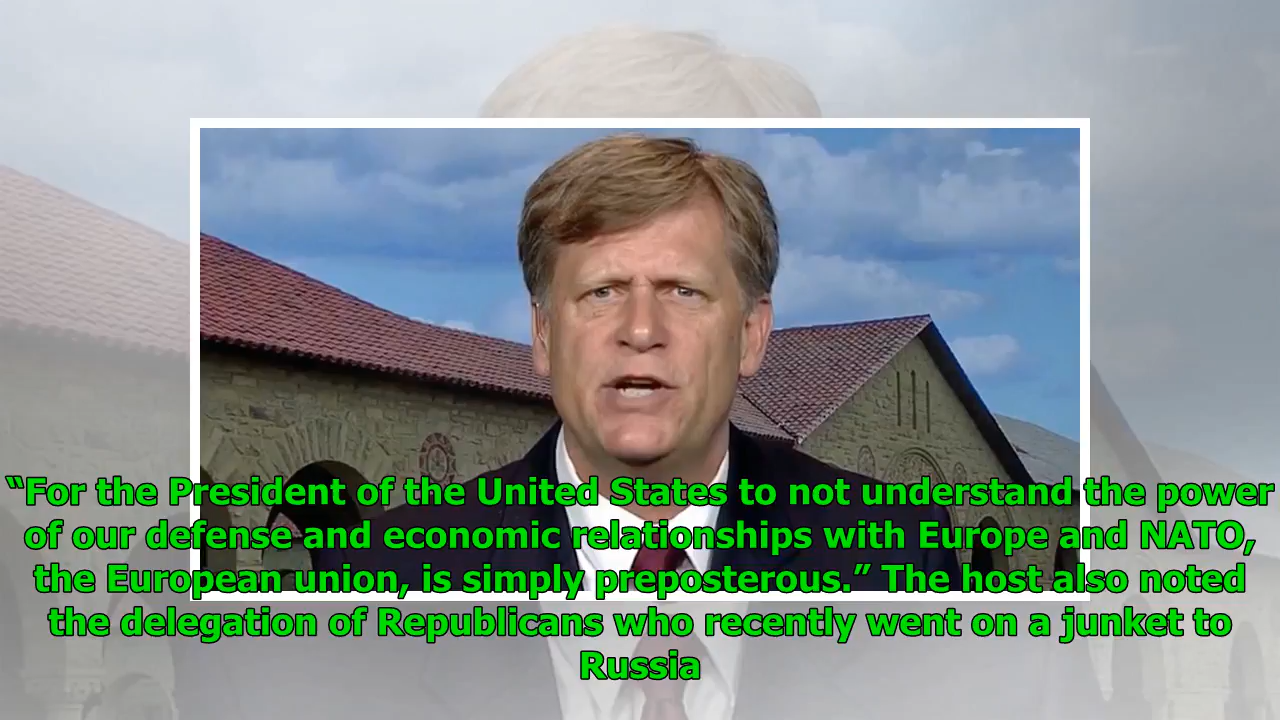 “For the President of the United States to not understand the power
of our defense and economic relationships with Europe and NATO,
the European union, is simply preposterous.” The host also noted
the delegation of Republicans who recently went on a junket to
Russia